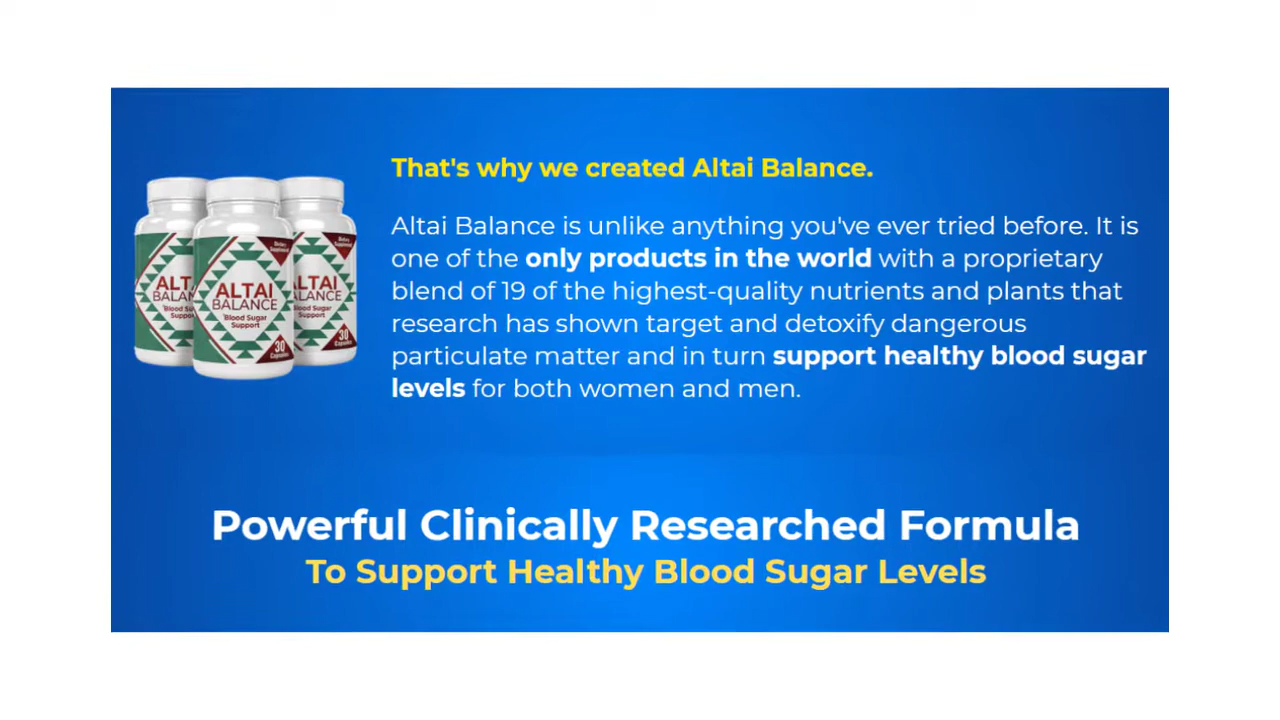 That's why we created Altai Balance.
Altai Balance is unlike anything you've ever tried before. It is
one of the only products in the world with a proprietary
blend of 19 of the highest-quality nutrients and plants that
research has shown target and detoxify dangerous
particulate matter and in turn support healthy blood sugar
levels for both women and men.
Dietary
Supplement
ALTAI
BALANCE
Blood Sugar
Support
30
Capsules
Powerful Clinically Researched Formula
To Support Healthy Blood Sugar Levels